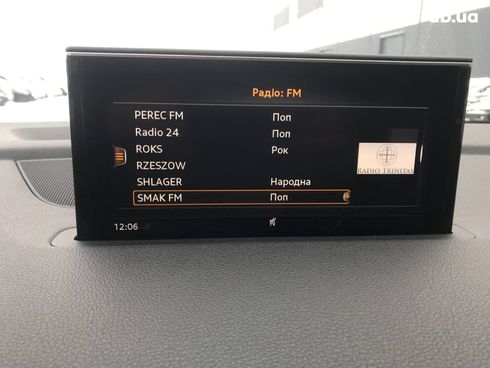 b.ua
Радіо: FM
PEREC FM Поп
Radio 24 Поп
ROKS Рок
RZESZOW
SHLAGER Народна
SMAK FM Поп
RADIO TRINITAS
12:06